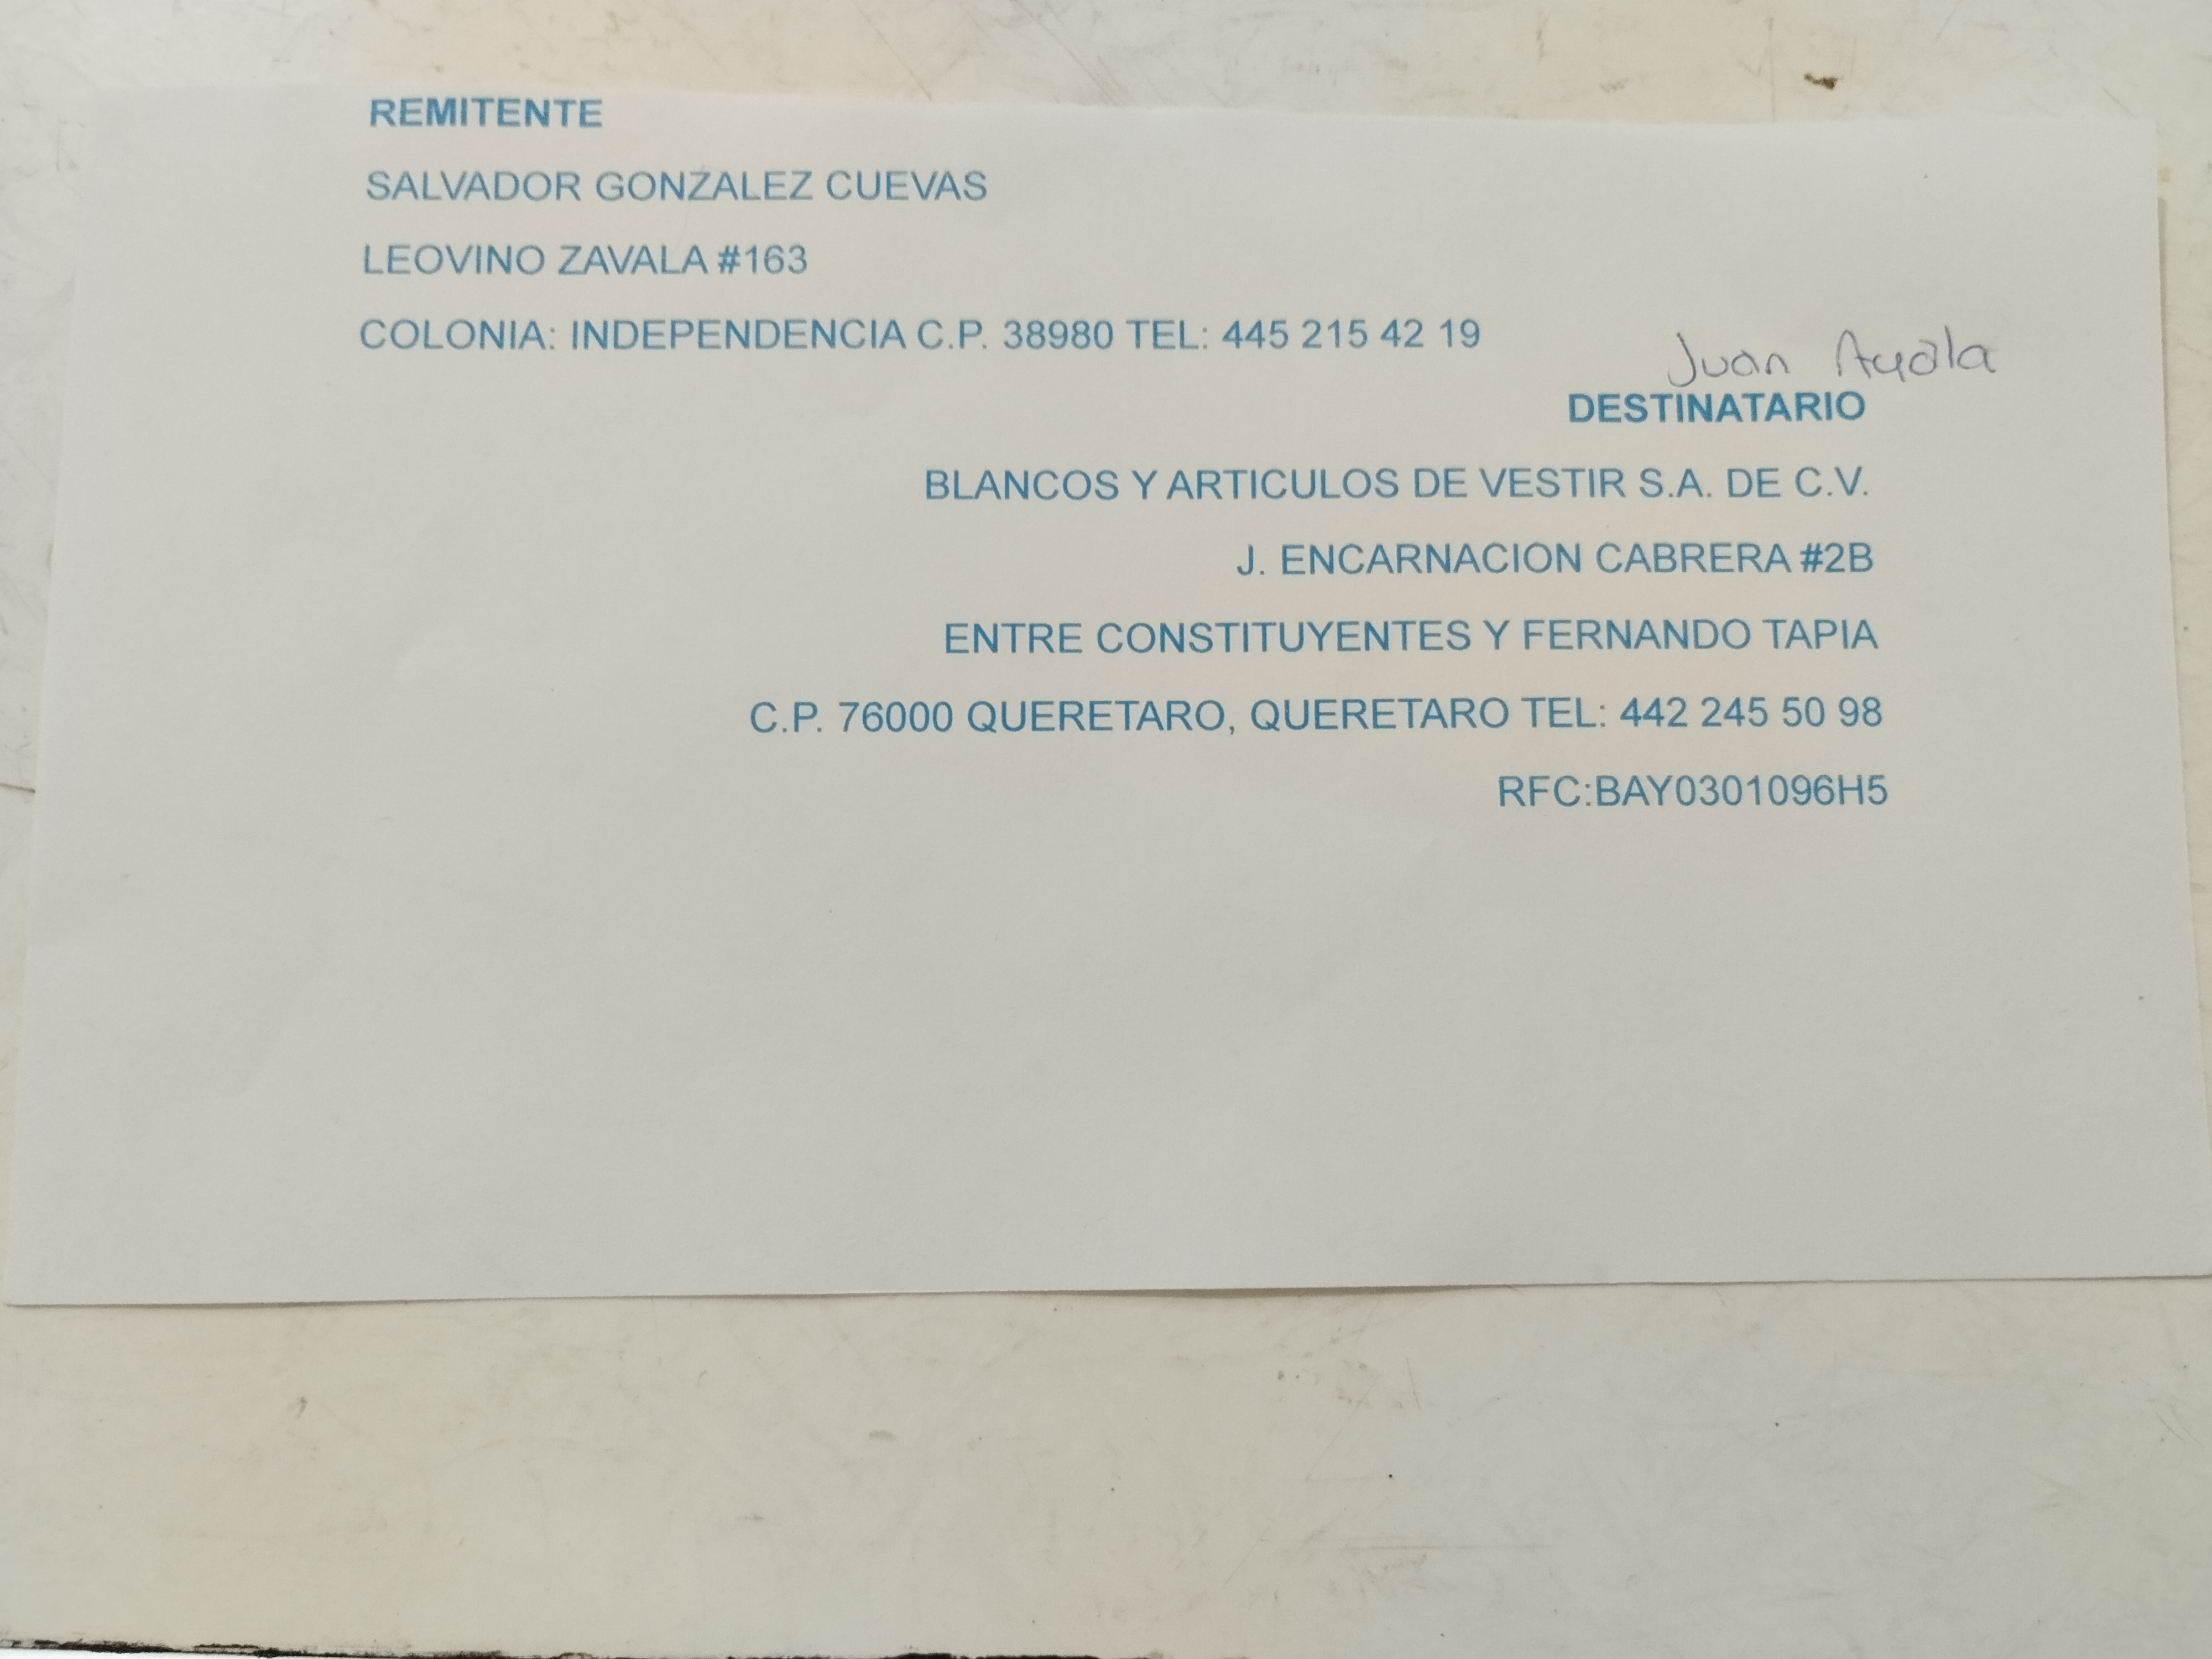 REMITENTE
SALVADOR GONZALEZ CUEVAS
LEOVINO ZAVALA #163
COLONIA: INDEPENDENCIA C.P. 38980 TEL: 445 215 42 19
Juan Ayala
DESTINATARIO
BLANCOS Y ARTICULOS DE VESTIR S.A. DE C.V.
J. ENCARNACION CABRERA #2B
ENTRE CONSTITUYENTES Y FERNANDO TAPIA
C.P. 76000 QUERETARO, QUERETARO TEL: 442 245 50 98
RFC:BAY0301096H5